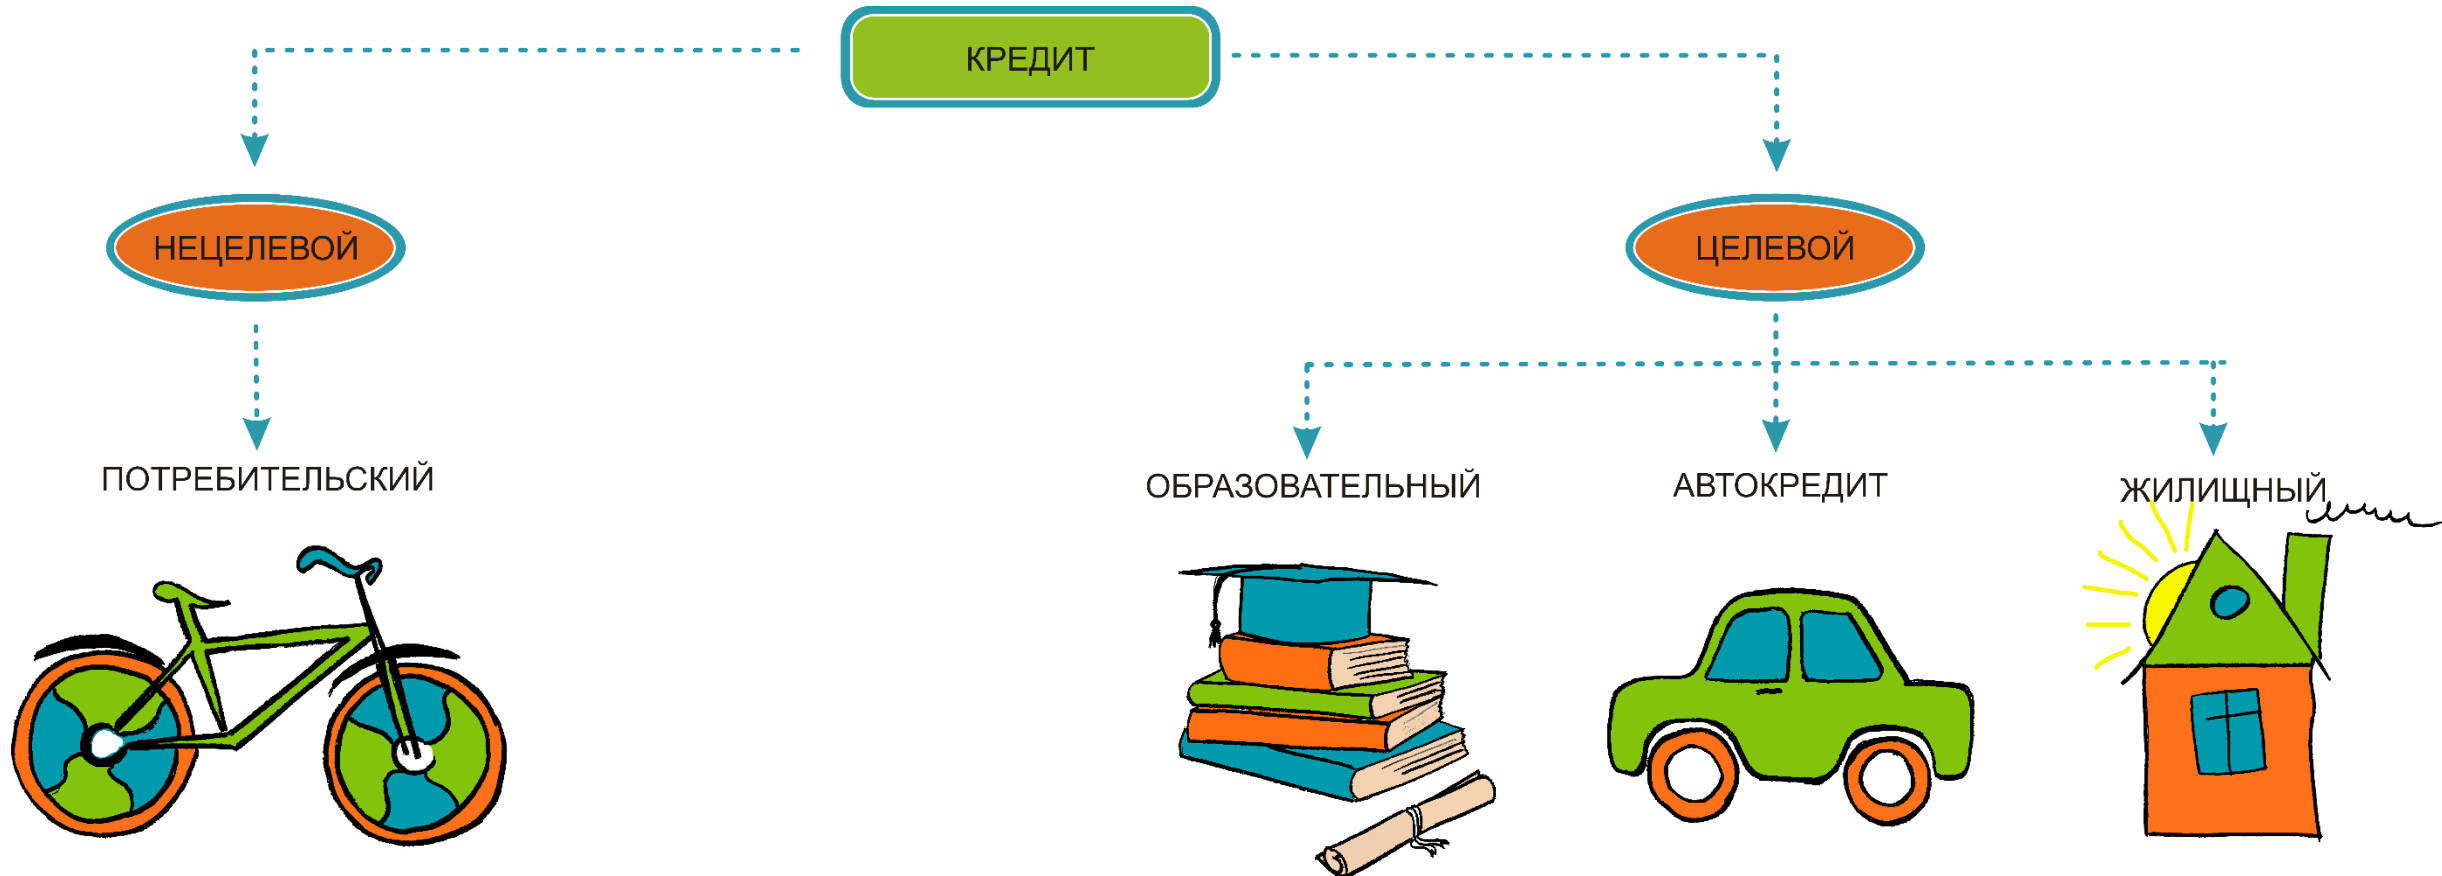 КРЕДИТ
НЕЦЕЛЕВОЙ
ЦЕЛЕВОЙ
ПОТРЕБИТЕЛЬСКИЙ
ОБРАЗОВАТЕЛЬНЫЙ
АВТОКРЕДИТ
ЖИЛИЩНЫЙ